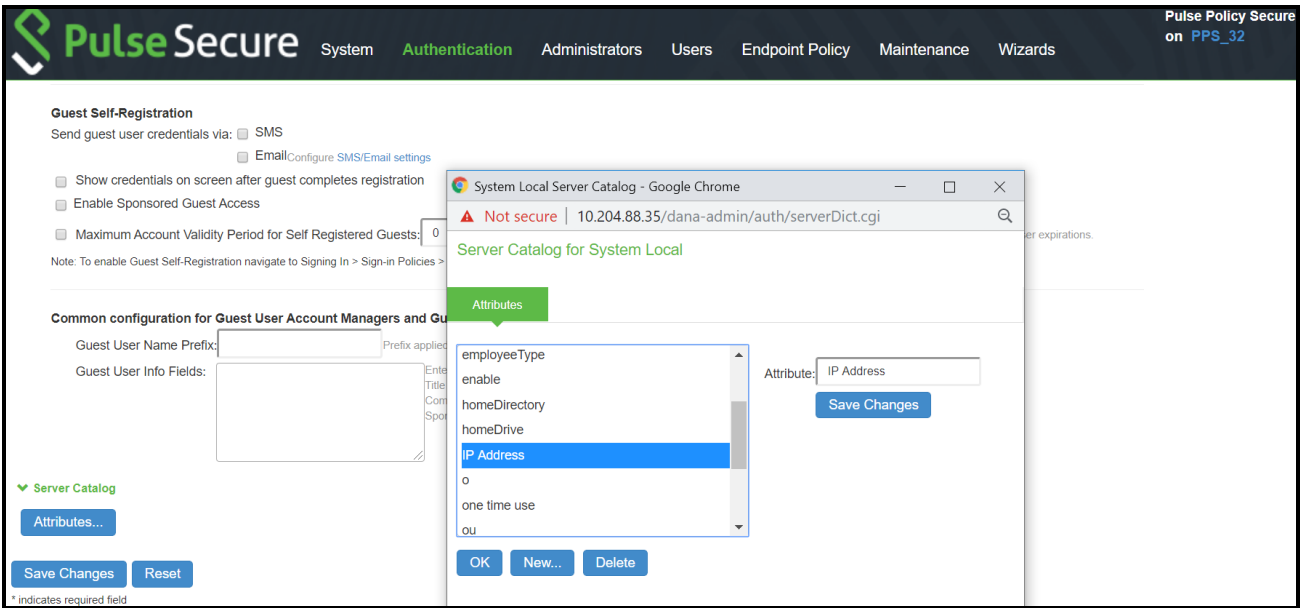 Pulse Secure System Authentication Administrators Users Endpoint Policy Maintenance Wizards
Pulse Policy Secure
on PPS_32
Guest Self-Registration
Send guest user credentials via: SMS
Email Configure SMS/Email settings
Show credentials on screen after guest completes registration
Enable Sponsored Guest Access
Maximum Account Validity Period for Self Registered Guests: 0
er expirations.
Note: To enable Guest Self-Registration navigate to Signing In > Sign-in Policies >
Common configuration for Guest User Account Managers and Gu
Guest User Name Prefix: Prefix applied
Guest User Info Fields:
Ente
Title
Com
Spor
Server Catalog
Attributes...
Save Changes Reset
* indicates required field
System Local Server Catalog - Google Chrome
Not secure | 10.204.88.35/dana-admin/auth/serverDict.cgi
Server Catalog for System Local
Attributes
employeeType
enable
homeDirectory
homeDrive
IP Address
o
one time use
ou
Attribute: IP Address
Save Changes
OK New... Delete